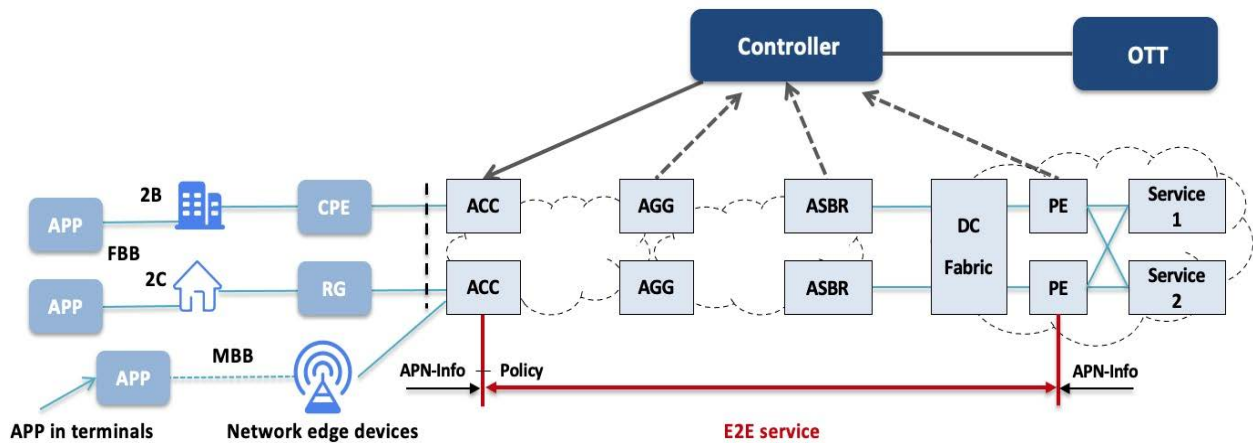 Controller
OTT
2B
CPE
ACC
AGG
ASBR
DC
Fabric
PE
Service
1
APP
FBB
2C
APP
RG
ACC
AGG
ASBR
PE
Service
2
MBB
APP
APN-Info
Policy
APN-Info
APP in terminals
Network edge devices
E2E service